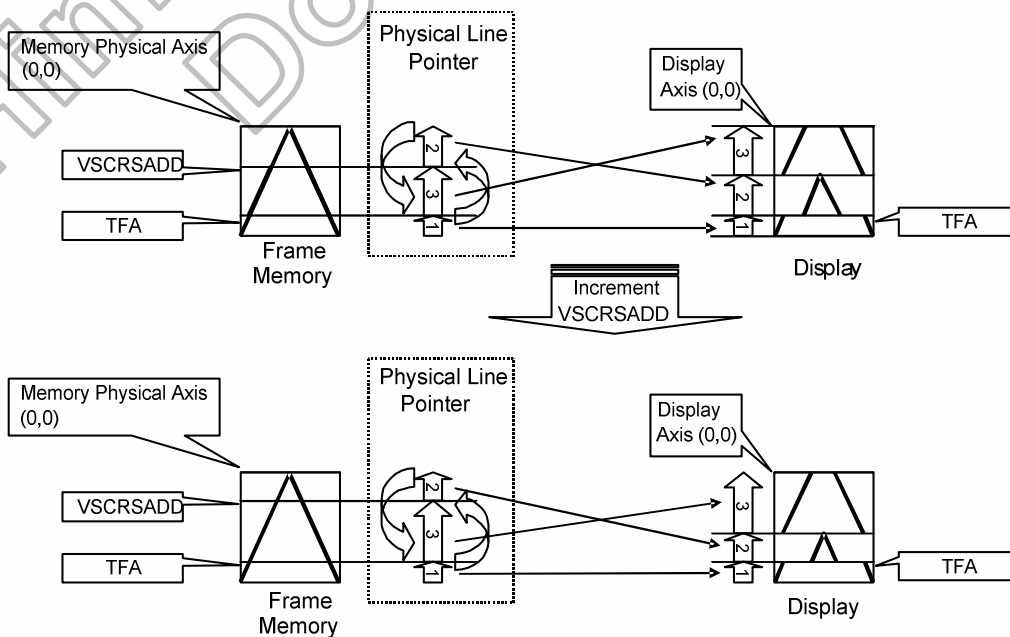 Memory Physical Axis
(0,0)
Physical Line
Pointer
Display
Axis (0,0)
VSCRSADD
TFA
2
3
1
3
2
1
TFA
Frame
Memory
Display
Increment
VSCRSADD
Memory Physical Axis
(0,0)
Physical Line
Pointer
Display
Axis (0,0)
VSCRSADD
TFA
2
3
1
3
2
1
TFA
Frame
Memory
Display